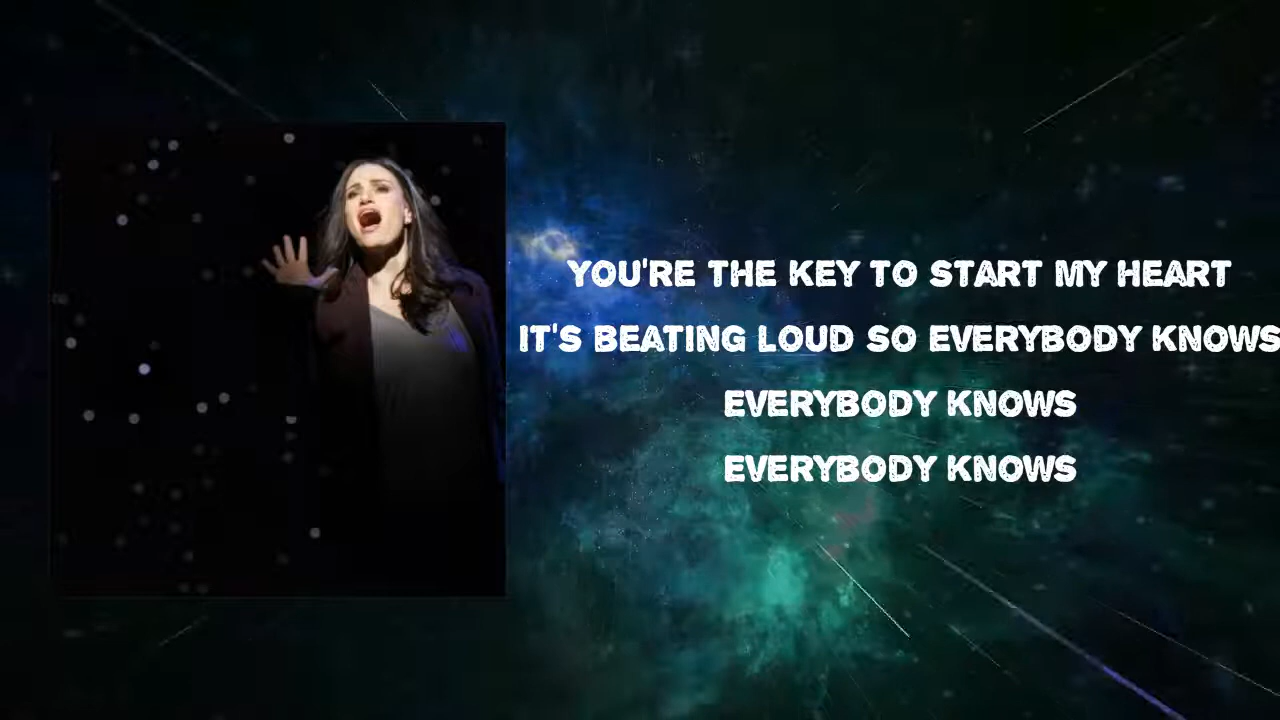 YOU'RE THE KEY TO START MY HEART
IT'S BEATING LOUD SO EVERYBODY KNOWS
EVERYBODY KNOWS
EVERYBODY KNOWS